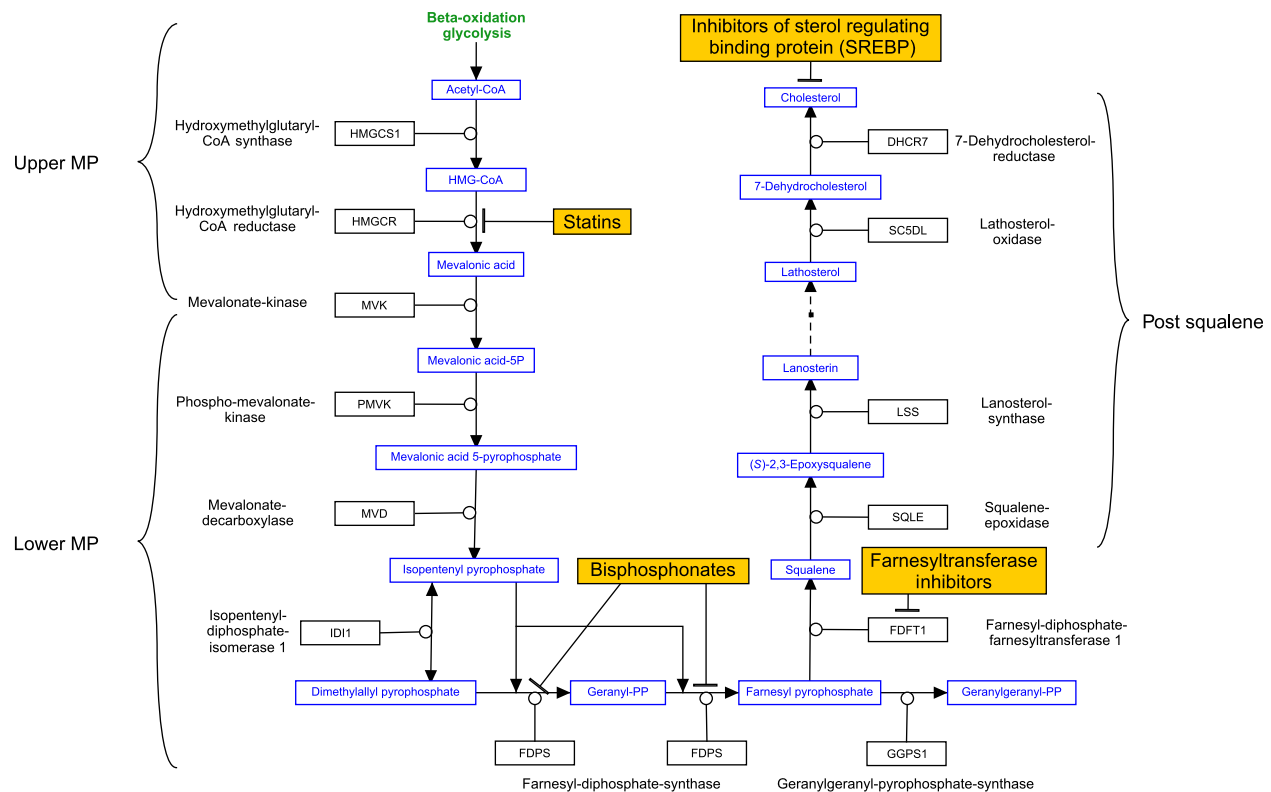 Beta-oxidation
glycolysis
Acetyl-CoA
Hydroxymethylglutaryl-
CoA synthase
HMGCS1
Upper MP
HMG-CoA
Hydroxymethylglutaryl-
CoA reductase
HMGCR
Statins
Mevalonic acid
Mevalonate-kinase
MVK
Mevalonic acid-5P
Phospho-mevalonate-
kinase
PMVK
Mevalonic acid 5-pyrophosphate
Mevalonate-
decarboxylase
MVD
Lower MP
Isopentenyl pyrophosphate
Bisphosphonates
Isopentenyl-
diphosphate-
isomerase 1
IDI1
Dimethylallyl pyrophosphate
Geranyl-PP
Farnesyl pyrophosphate
Geranylgeranyl-PP
FDPS
FDPS
GGPS1
Farnesyl-diphosphate-synthase
Geranylgeranyl-pyrophosphate-synthase
Inhibitors of sterol regulating
binding protein (SREBP)
Cholesterol
DHCR7
7-Dehydrocholesterol-
reductase
7-Dehydrocholesterol
SC5DL
Lathosterol-
oxidase
Lathosterol
Post squalene
Lanosterin
LSS
Lanosterol-
synthase
(S)-2,3-Epoxysqualene
SQLE
Squalene-
epoxidase
Squalene
Farnesyltransferase
inhibitors
FDFT1
Farnesyl-diphosphate-
farnesyltransferase 1